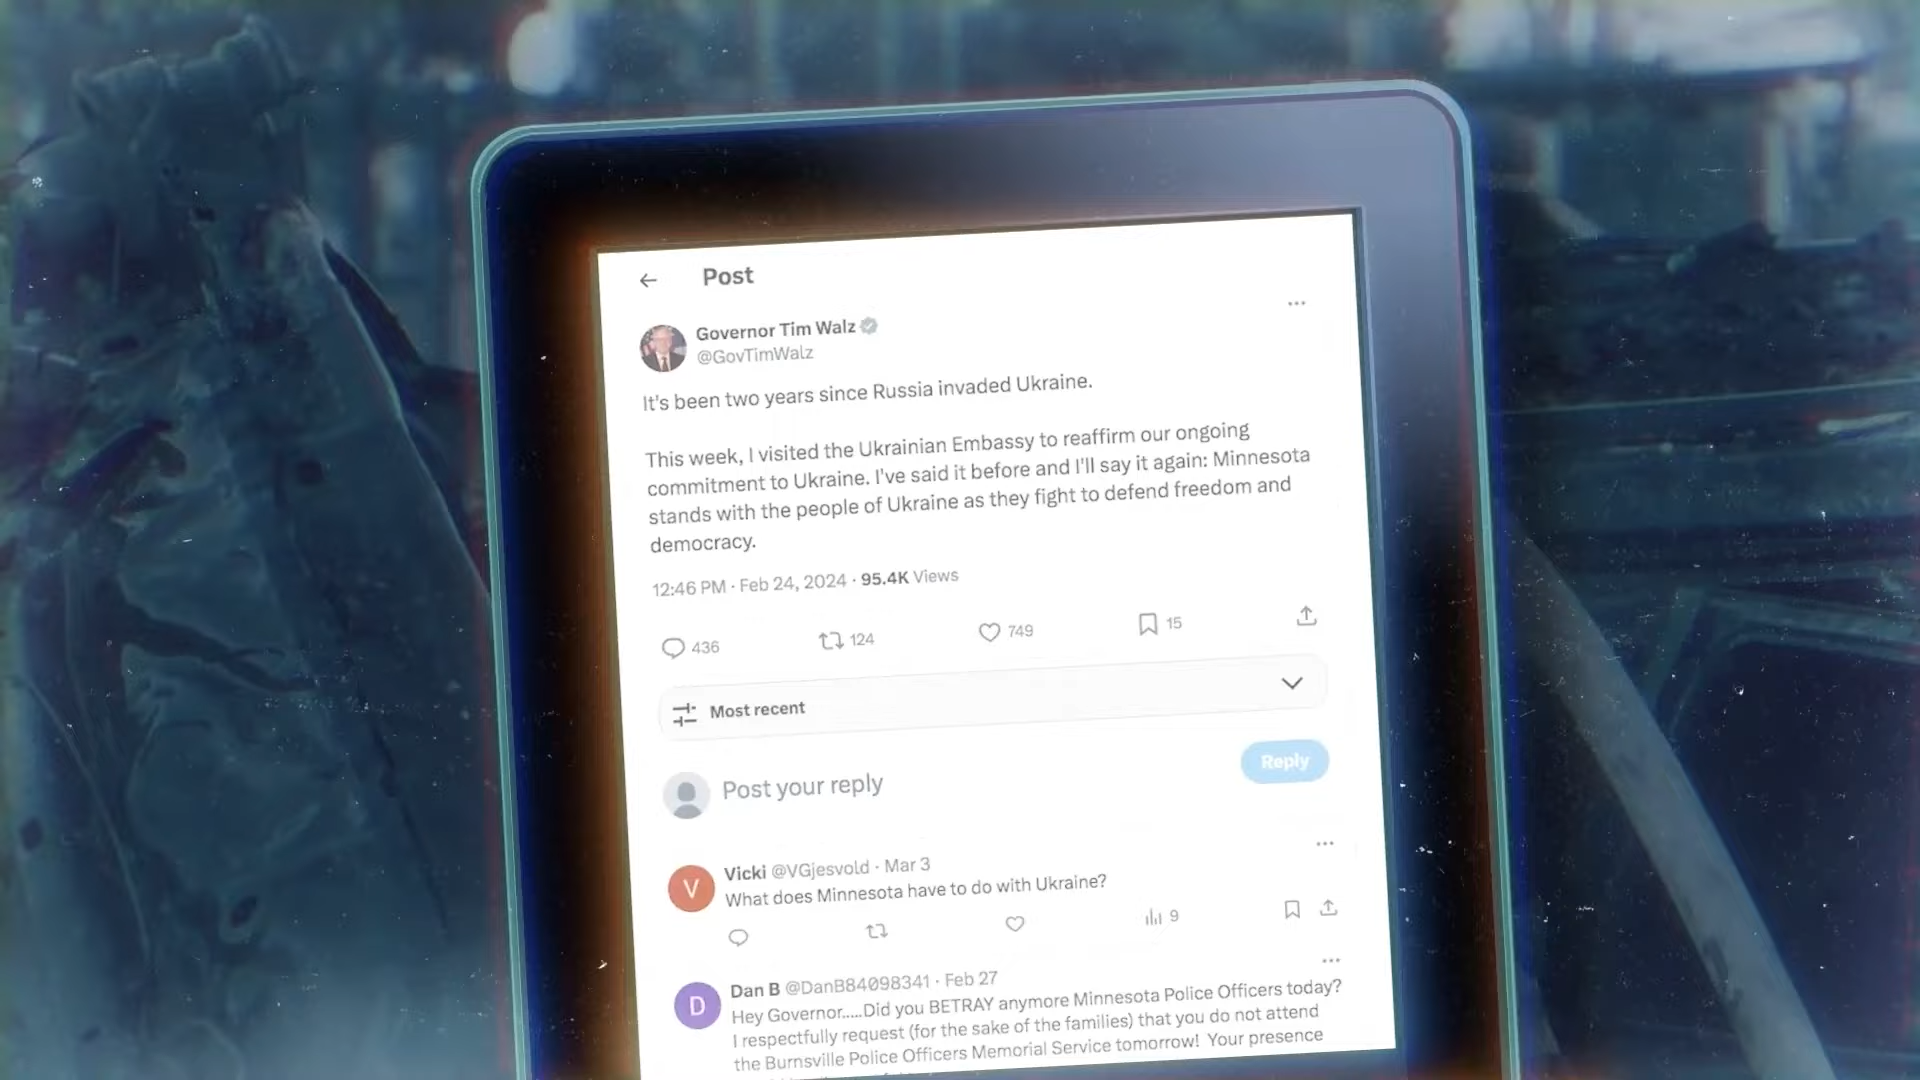 Post
Governor Tim Walz
@GovTimWalz
It's been two years since Russia invaded Ukraine.
This week, I visited the Ukrainian Embassy to reaffirm our ongoing
commitment to Ukraine. I've said it before and I'll say it again: Minnesota
stands with the people of Ukraine as they fight to defend freedom and
democracy.
12:46 PM · Feb 24, 2024 · 95.4K Views
436 124 749 15
Most recent
Post your reply
Reply
Vicki @VGjesvold · Mar 3
What does Minnesota have to do with Ukraine?
9
Dan B @DanB84098341 · Feb 27
Hey Governor.....Did you BETRAY anymore Minnesota Police Officers today?
I respectfully request (for the sake of the families) that you do not attend
the Burnsville Police Officers Memorial Service tomorrow! Your presence